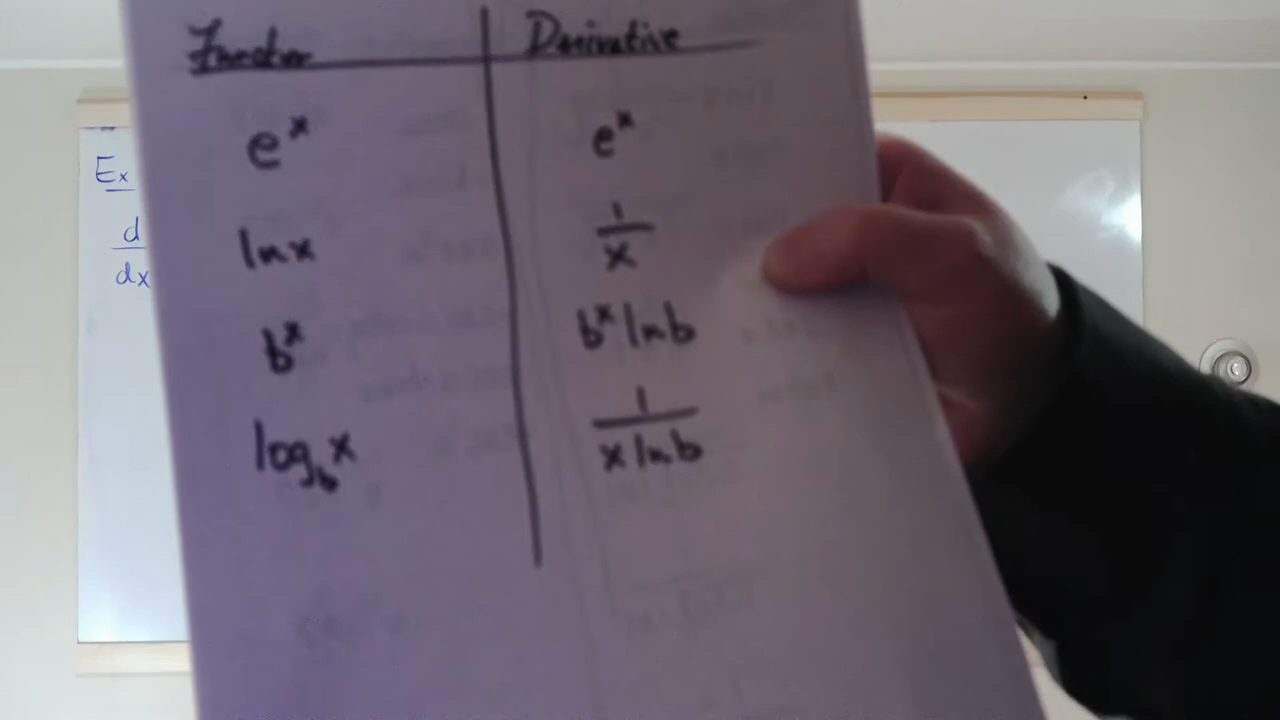 Function Derivative
e^x e^x
ln x 1/x
b^x b^x ln b
log_b x 1/(x ln b)
Ex
d/dx